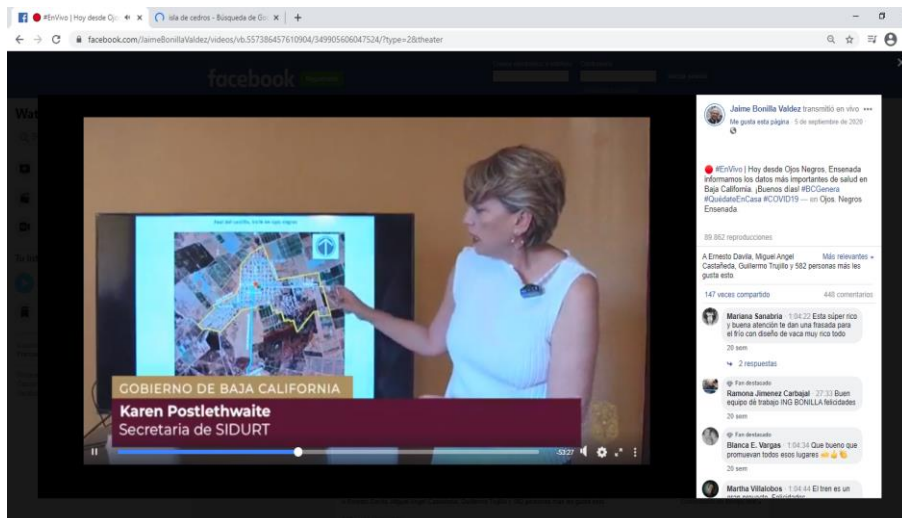 #EnVivo | Hoy desde Ojo
isla de cedros - Búsqueda de Go
facebook.com/JaimeBonillaValdez/videos/vb.557386457610904/349905606047524/?type=2&theater
facebook
Wat
GOBIERNO DE BAJA CALIFORNIA
Karen Postlethwaite
Secretaria de SIDURT
-53:27
Jaime Bonilla Valdez transmitió en vivo
Me gusta esta página · 5 de septiembre de 2020
#EnVivo | Hoy desde Ojos Negros, Ensenada
informamos los datos más importantes de salud en
Baja California. ¡Buenos días! #BCGenera
#QuédateEnCasa #COVID19 — en Ojos. Negros
Ensenada
89.862 reproducciones
A Ernesto Davila, Miguel Angel
Castañeda, Guillermo Trujillo y 582 personas más les
gusta esto.
Más relevantes
147 veces compartido
448 comentarios
Mariana Sanabria · 1:04:22 Esta súper rico
y buena atención te dan una frasada para
el frío con diseño de vaca muy rico todo
20 sem
2 respuestas
Fan destacado
Ramona Jimenez Carbajal · 27:33 Buen
equipo dé trabajo ING BONILLA felicidades
20 sem
Fan destacado
Blanca E. Vargas · 1:04:34 Que bueno que
promuevan todos esos lugares
20 sem
Martha Villalobos · 1:04:44 El tren es un
gran proyecto. Felicidades